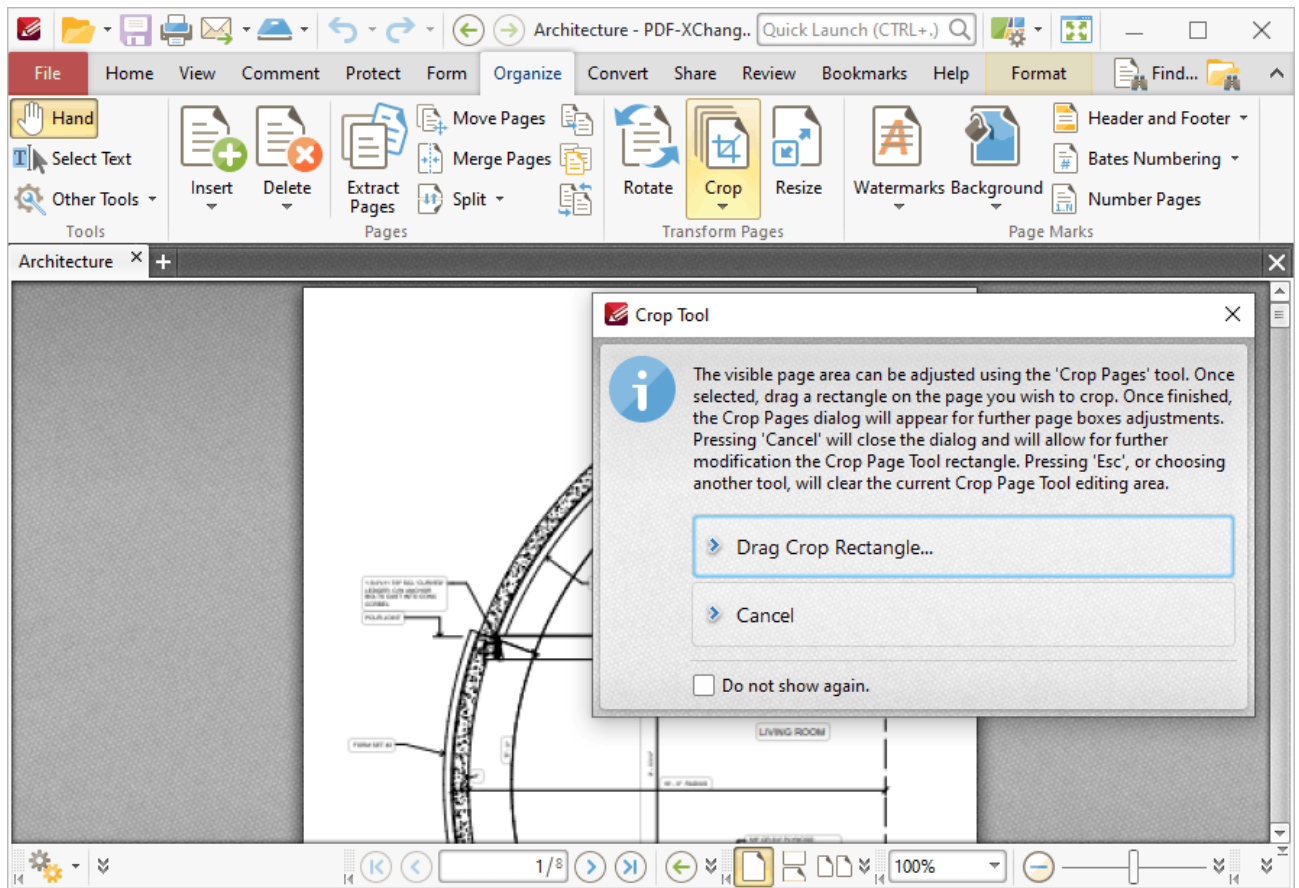 Architecture - PDF-XChang..
Quick Launch (CTRL+.)
File Home View Comment Protect Form Organize Convert Share Review Bookmarks Help Format Find...
Hand
Select Text
Other Tools
Tools
Insert
Delete
Extract
Pages
Move Pages
Merge Pages
Split
Pages
Rotate
Crop
Resize
Transform Pages
Watermarks
Background
Header and Footer
Bates Numbering
Number Pages
Page Marks
Architecture
Crop Tool
The visible page area can be adjusted using the 'Crop Pages' tool. Once
selected, drag a rectangle on the page you wish to crop. Once finished,
the Crop Pages dialog will appear for further page boxes adjustments.
Pressing 'Cancel' will close the dialog and will allow for further
modification the Crop Page Tool rectangle. Pressing 'Esc', or choosing
another tool, will clear the current Crop Page Tool editing area.
Drag Crop Rectangle...
Cancel
Do not show again.
POUR JOINT
LIVING ROOM
1/8
100%